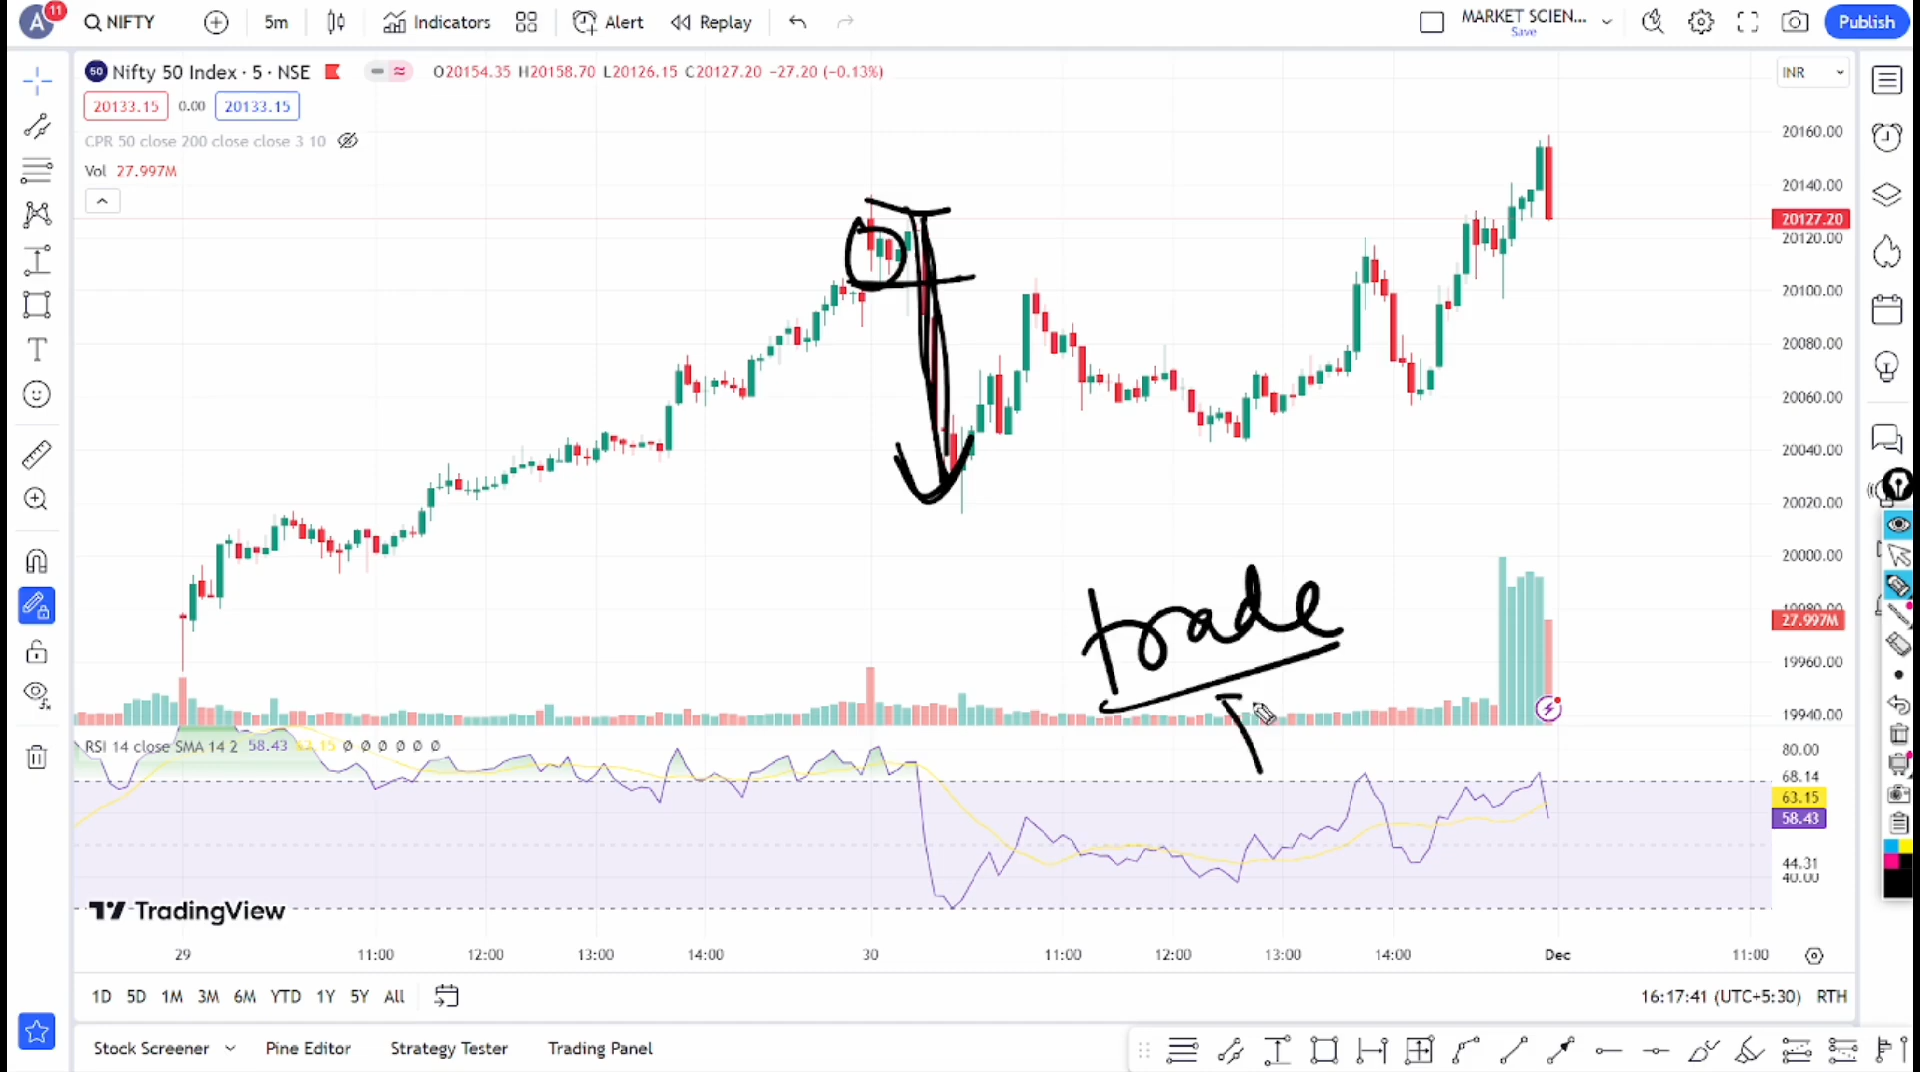 A 11 NIFTY 5m Indicators Alert Replay MARKET SCIEN... Save Publish
50 Nifty 50 Index · 5 · NSE O20154.35 H20158.70 L20126.15 C20127.20 −27.20 (−0.13%) INR
20133.15 0.00 20133.15
CPR 50 close 200 close close 3 10
Vol 27.997M
20160.00
20140.00
20127.20
20120.00
20100.00
20080.00
20060.00
20040.00
20020.00
20000.00
19980.00
27.997M
19960.00
19940.00
trade
RSI 14 close SMA 14 2 58.43 63.15 Ø Ø Ø Ø Ø Ø
80.00
68.14
63.15
58.43
44.31
40.00
TradingView
29 11:00 12:00 13:00 14:00 30 11:00 12:00 13:00 14:00 Dec 11:00
1D 5D 1M 3M 6M YTD 1Y 5Y All 16:17:41 (UTC+5:30) RTH
Stock Screener Pine Editor Strategy Tester Trading Panel